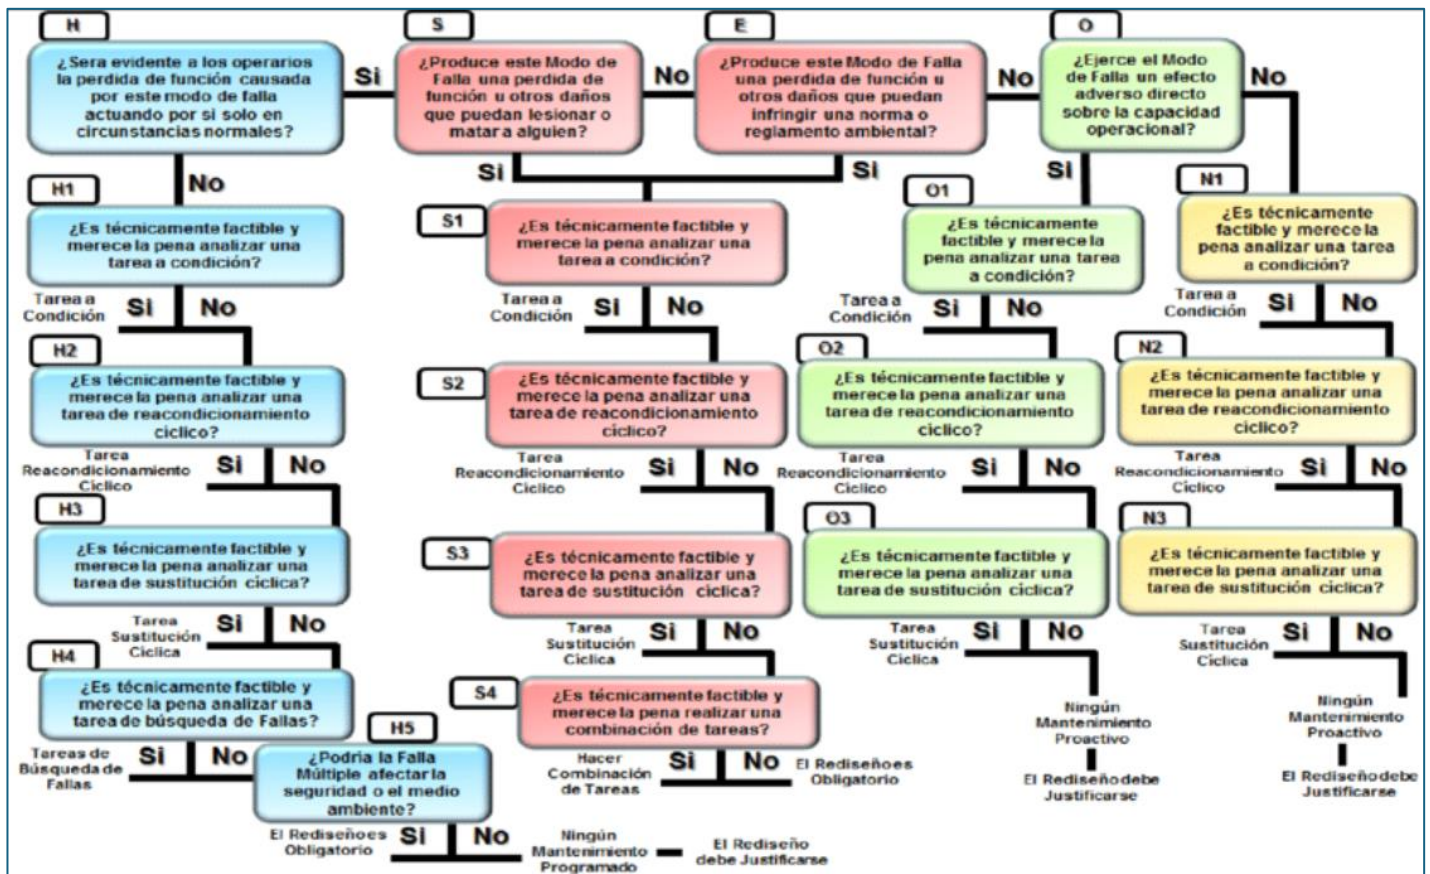 H
¿Sera evidente a los operarios
la perdida de función causada
por este modo de falla
actuando por si solo en
circunstancias normales?
Si
S
¿Produce este Modo de
Falla una perdida de
función u otros daños
que puedan lesionar o
matar a alguien?
No
E
¿Produce este Modo de Falla
una perdida de función u
otros daños que puedan
infringir una norma o
reglamento ambiental?
No
O
¿Ejerce el Modo
de Falla un efecto
adverso directo
sobre la capacidad
operacional?
No
No
Si
Si
Si
H1
¿Es técnicamente factible y
merece la pena analizar una
tarea a condición?
S1
¿Es técnicamente factible y
merece la pena analizar una
tarea a condición?
O1
¿Es técnicamente
factible y merece la
pena analizar una tarea
a condición?
N1
¿Es técnicamente
factible y merece la
pena analizar una tarea
a condición?
Tarea a
Condición
Si
No
Tarea a
Condición
Si
No
Tarea a
Condición
Si
No
Tarea a
Condición
Si
No
H2
¿Es técnicamente factible y
merece la pena analizar una
tarea de reacondicionamiento
cíclico?
S2
¿Es técnicamente factible y
merece la pena analizar una
tarea de reacondicionamiento
cíclico?
O2
¿Es técnicamente factible y
merece la pena analizar una
tarea de reacondicionamiento
cíclico?
N2
¿Es técnicamente factible y
merece la pena analizar una
tarea de reacondicionamiento
cíclico?
Tarea
Reacondicionamiento
Cíclico
Si
No
Tarea
Reacondicionamiento
Cíclico
Si
No
Tarea
Reacondicionamiento
Cíclico
Si
No
Tarea
Reacondicionamiento
Cíclico
Si
No
H3
¿Es técnicamente factible y
merece la pena analizar una
tarea de sustitución cíclica?
S3
¿Es técnicamente factible y
merece la pena analizar una
tarea de sustitución cíclica?
O3
¿Es técnicamente factible y
merece la pena analizar una
tarea de sustitución cíclica?
N3
¿Es técnicamente factible y
merece la pena analizar una
tarea de sustitución cíclica?
Tarea
Sustitución
Cíclica
Si
No
Tarea
Sustitución
Cíclica
Si
No
Tarea
Sustitución
Cíclica
Si
No
Tarea
Sustitución
Cíclica
Si
No
H4
¿Es técnicamente factible y
merece la pena analizar una
tarea de búsqueda de Fallas?
S4
¿Es técnicamente factible y
merece la pena realizar una
combinación de tareas?
Ningún
Mantenimiento
Proactivo
El Rediseño debe
Justificarse
Ningún
Mantenimiento
Proactivo
El Rediseño debe
Justificarse
Tareas de
Búsqueda de
Fallas
Si
No
H5
¿Podría la Falla
Múltiple afectar la
seguridad o el medio
ambiente?
Hacer
Combinación
de Tareas
Si
No
El Rediseño es
Obligatorio
El Rediseño es
Obligatorio
Si
No
Ningún
Mantenimiento
Programado
El Rediseño
debe Justificarse